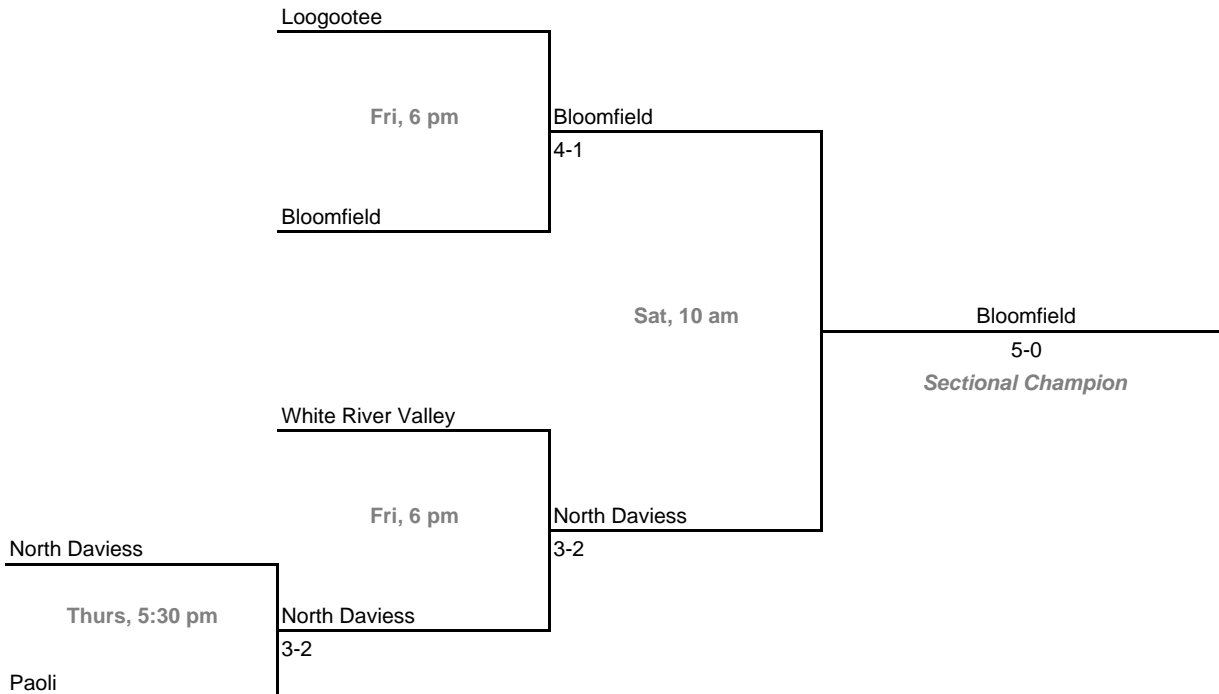 Loogootee
Fri, 6 pm
Bloomfield
4-1
Bloomfield
Sat, 10 am
Bloomfield
5-0
Sectional Champion
White River Valley
Fri, 6 pm
North Daviess
3-2
North Daviess
Thurs, 5:30 pm
North Daviess
3-2
Paoli